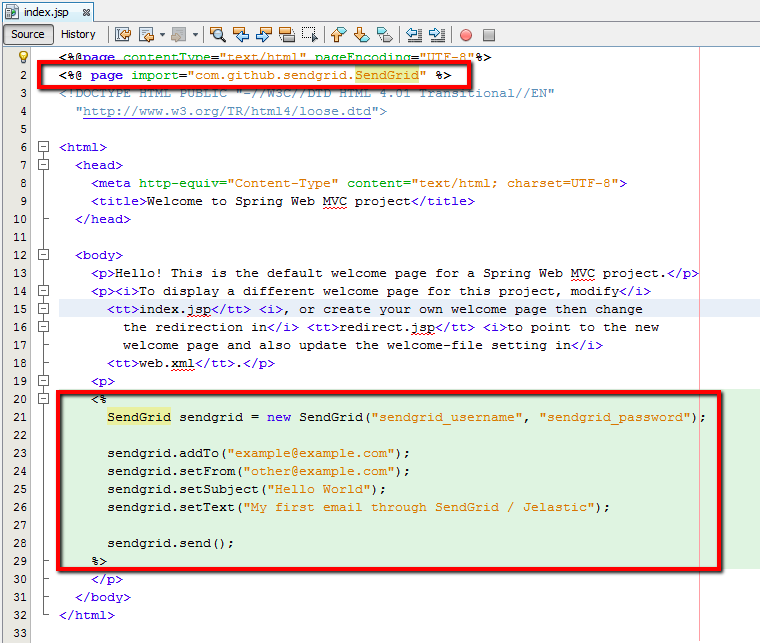 index.jsp
Source History
<%@page contentType="text/html" pageEncoding="UTF-8"%>
2 <%@ page import="com.github.sendgrid.SendGrid" %>
3 <!DOCTYPE HTML PUBLIC "-//W3C//DTD HTML 4.01 Transitional//EN"
4 "http://www.w3.org/TR/html4/loose.dtd">
5
6 <html>
7 <head>
8 <meta http-equiv="Content-Type" content="text/html; charset=UTF-8">
9 <title>Welcome to Spring Web MVC project</title>
10 </head>
11
12 <body>
13 <p>Hello! This is the default welcome page for a Spring Web MVC project.</p>
14 <p><i>To display a different welcome page for this project, modify</i>
15 <tt>index.jsp</tt> <i>, or create your own welcome page then change
16 the redirection in</i> <tt>redirect.jsp</tt> <i>to point to the new
17 welcome page and also update the welcome-file setting in</i>
18 <tt>web.xml</tt>.</p>
19 <p>
20 <%
21 SendGrid sendgrid = new SendGrid("sendgrid_username", "sendgrid_password");
22
23 sendgrid.addTo("example@example.com");
24 sendgrid.setFrom("other@example.com");
25 sendgrid.setSubject("Hello World");
26 sendgrid.setText("My first email through SendGrid / Jelastic");
27
28 sendgrid.send();
29 %>
30 </p>
31 </body>
32 </html>
33